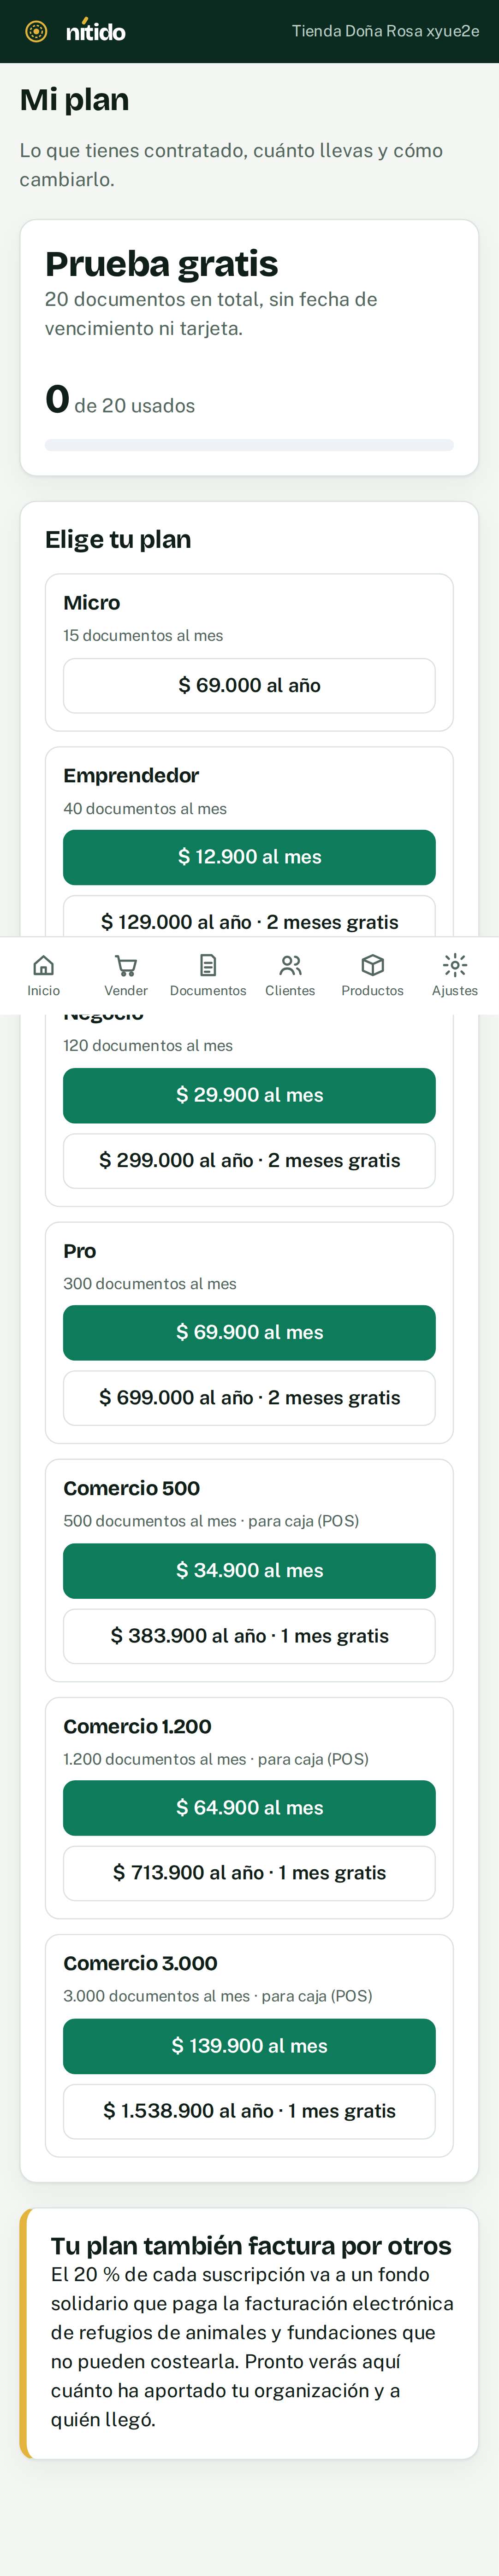 nítido
Tienda Doña Rosa xyue2e
Mi plan
Lo que tienes contratado, cuánto llevas y cómo
cambiarlo.
Prueba gratis
20 documentos en total, sin fecha de
vencimiento ni tarjeta.
0 de 20 usados
Elige tu plan
Micro
15 documentos al mes
$ 69.000 al año
Emprendedor
40 documentos al mes
$ 12.900 al mes
$ 129.000 al año · 2 meses gratis
Inicio
Vender
Documentos
Clientes
Productos
Ajustes
Negocio
120 documentos al mes
$ 29.900 al mes
$ 299.000 al año · 2 meses gratis
Pro
300 documentos al mes
$ 69.900 al mes
$ 699.000 al año · 2 meses gratis
Comercio 500
500 documentos al mes · para caja (POS)
$ 34.900 al mes
$ 383.900 al año · 1 mes gratis
Comercio 1.200
1.200 documentos al mes · para caja (POS)
$ 64.900 al mes
$ 713.900 al año · 1 mes gratis
Comercio 3.000
3.000 documentos al mes · para caja (POS)
$ 139.900 al mes
$ 1.538.900 al año · 1 mes gratis
Tu plan también factura por otros
El 20 % de cada suscripción va a un fondo
solidario que paga la facturación electrónica
de refugios de animales y fundaciones que
no pueden costearla. Pronto verás aquí
cuánto ha aportado tu organización y a
quién llegó.